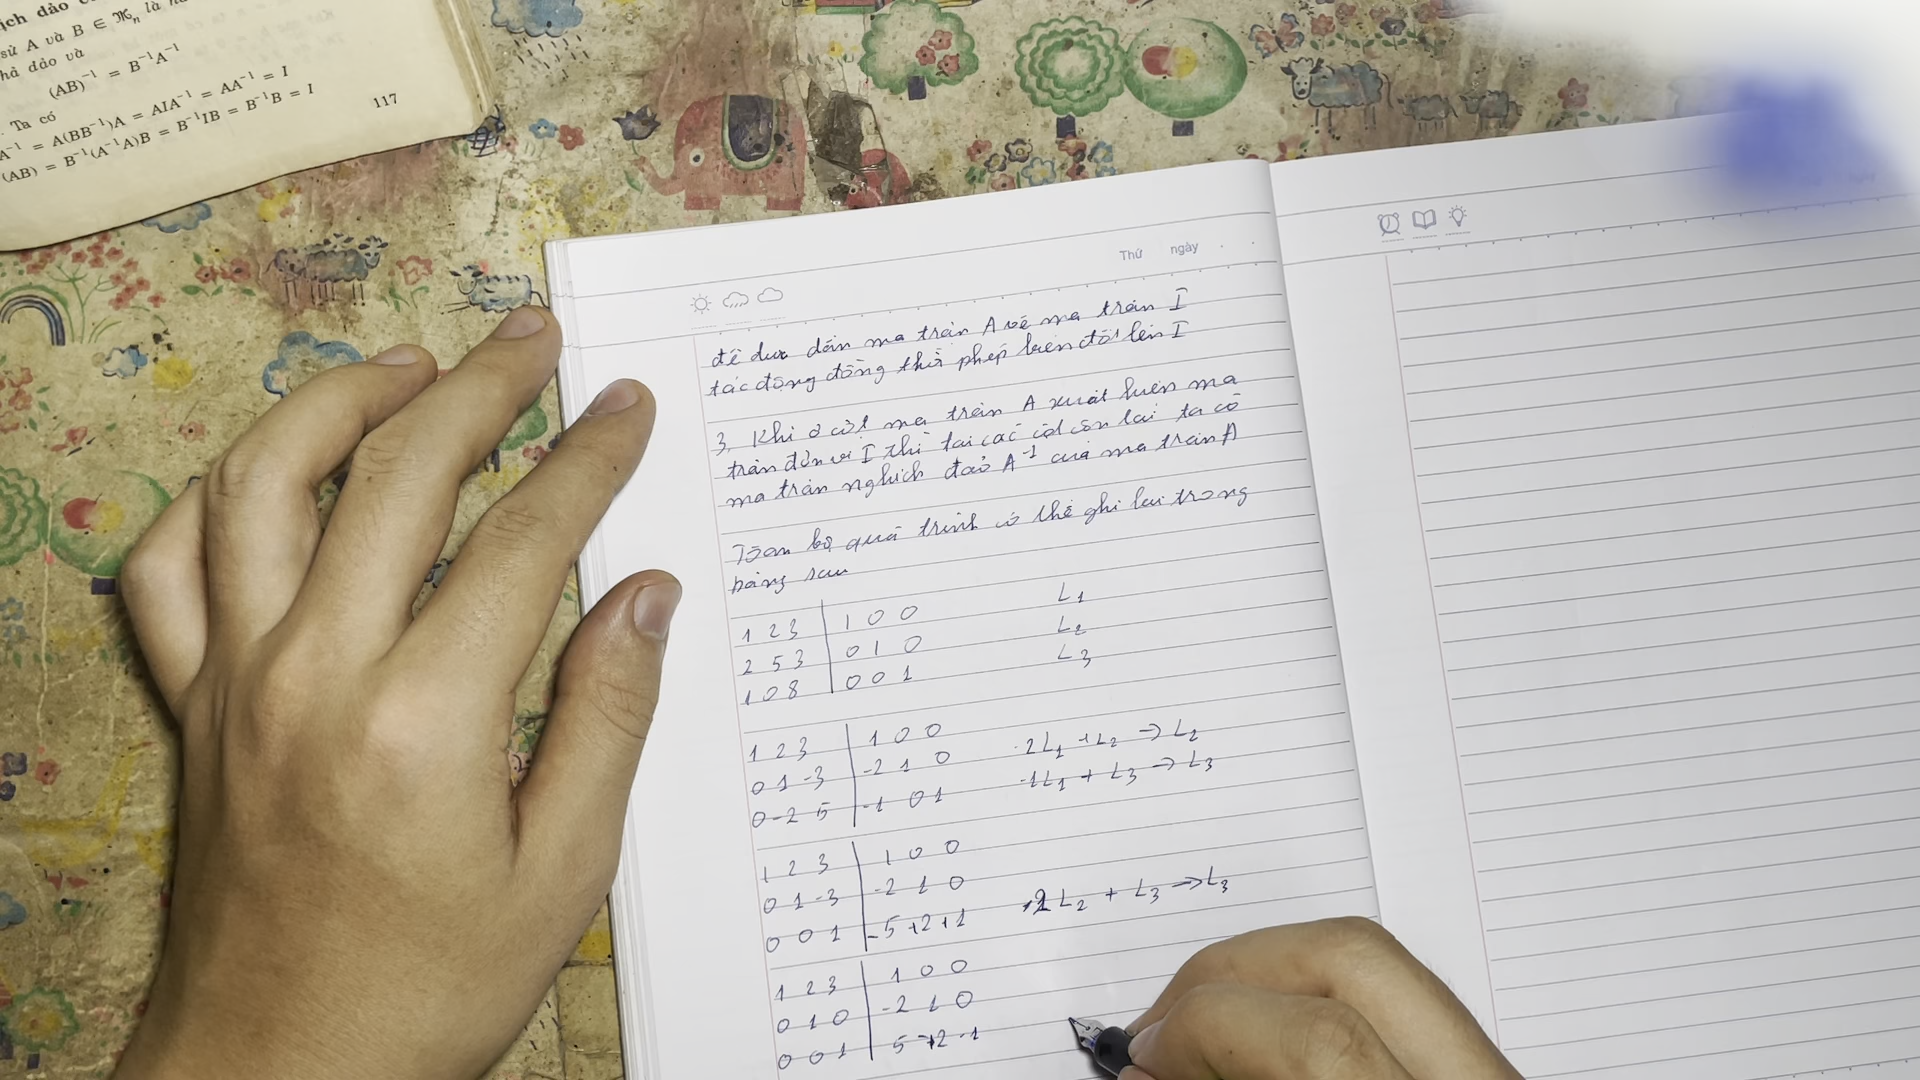 ịch đảo c
sử A và B ∈ ℳn là
hả đảo và
(AB)⁻¹ = B⁻¹A⁻¹
. Ta có
A⁻¹ = A(BB⁻¹)A = AIA⁻¹ = AA⁻¹ = I
(AB) = B⁻¹(A⁻¹A)B = B⁻¹IB = B⁻¹B = I
117
Thứ ngày
để đưa dần ma trận A về ma trận I
tác động đồng thời phép biến đổi lên I
3. Khi ở cột ma trận A xuất hiện ma
trận đơn vị I thì tại các cột còn lại ta có
ma trận nghịch đảo A⁻¹ của ma trận A
Toàn bộ quá trình có thể ghi lại trong
bảng sau
1 2 3 | 1 0 0 L1
2 5 3 | 0 1 0 L2
1 0 8 | 0 0 1 L3
1 2 3 | 1 0 0
0 1 -3 | -2 1 0 -2L1 + L2 → L2
0 -2 5 | -1 0 1 -1L1 + L3 → L3
1 2 3 | 1 0 0
0 1 -3 | -2 1 0
0 0 1 | -5 +2 +1 L2 + L3 → L3
1 2 3 | 1 0 0
0 1 0 | -2 1 0
0 0 1 | 5 2 -1